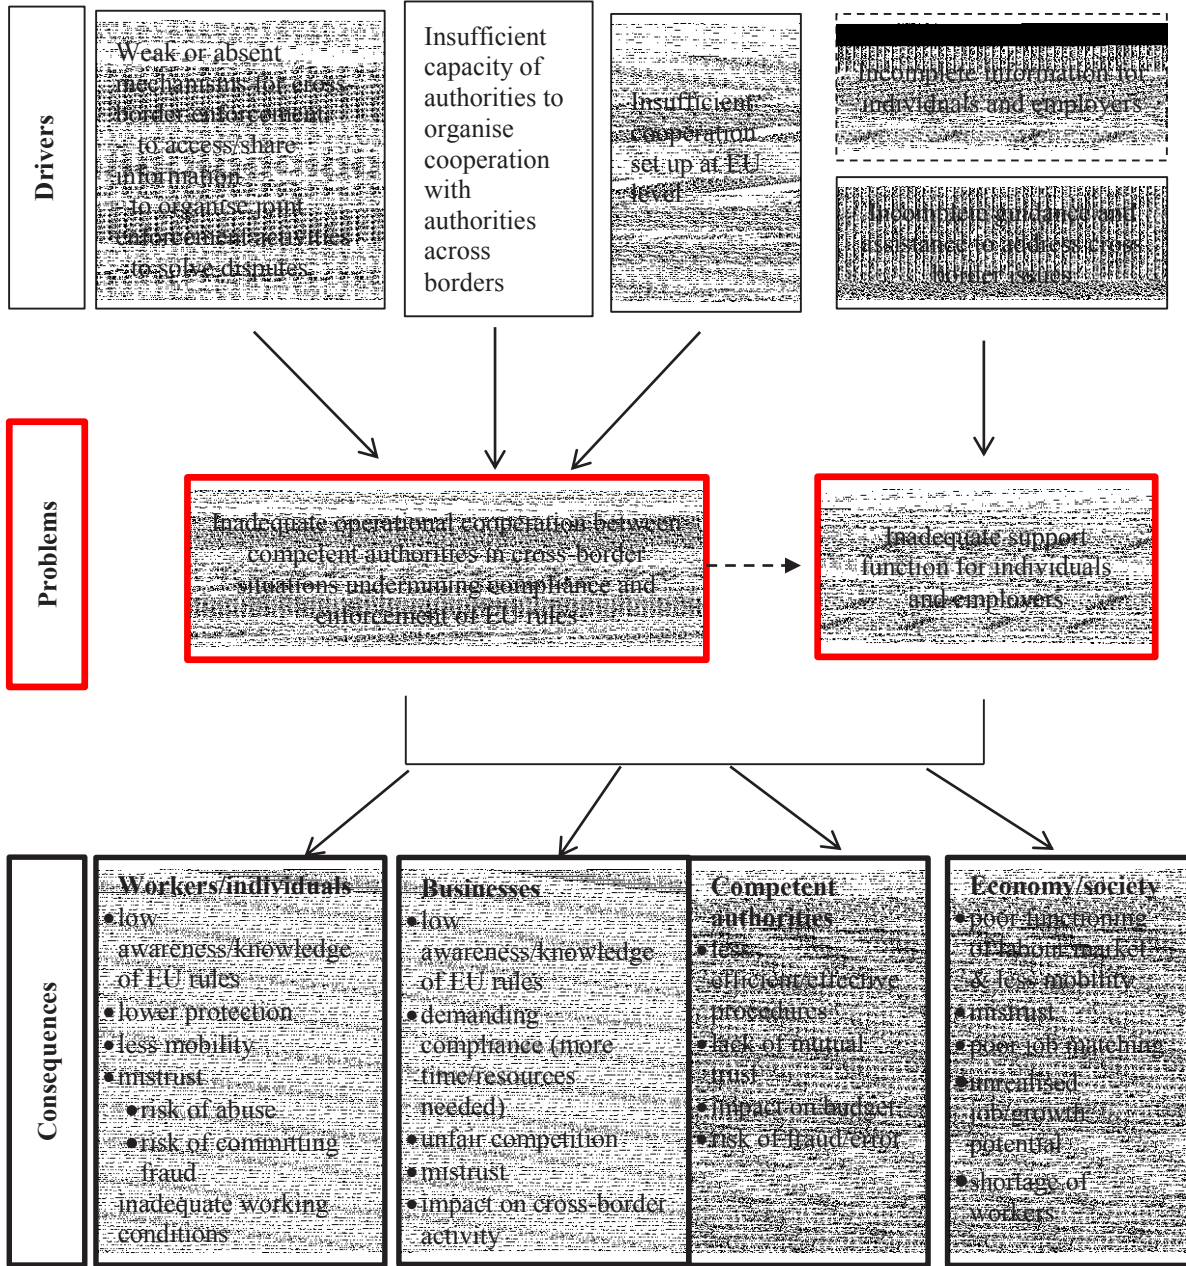 Drivers
Weak or absent
mechanisms for cross-
border enforcement:
- to access/share
information
- to organise joint
enforcement activities
- to solve disputes
Insufficient
capacity of
authorities to
organise
cooperation
with
authorities
across
borders
Insufficient
cooperation
set up at EU
level
Incomplete information for
individuals and employers
Incomplete guidance and
assistance to address cross
border issues
Problems
Inadequate operational cooperation between
competent authorities in cross-border
situations undermining compliance and
enforcement of EU rules
Inadequate support
function for individuals
and employers
Consequences
Workers/individuals
•low
awareness/knowledge
of EU rules
•lower protection
•less mobility
•mistrust
•risk of abuse
•risk of committing
fraud
inadequate working
conditions
Businesses
•low
awareness/knowledge
of EU rules
•demanding
compliance (more
time/resources
needed)
•unfair competition
•mistrust
•impact on cross-border
activity
Competent
authorities
•less
efficient/effective
procedures
•lack of mutual
trust
•impact on budget
•risk of fraud/error
Economy/society
•poor functioning
of labour market
& less mobility
•mistrust
•poor job matching
•unrealised
job/growth
potential
•shortage of
workers